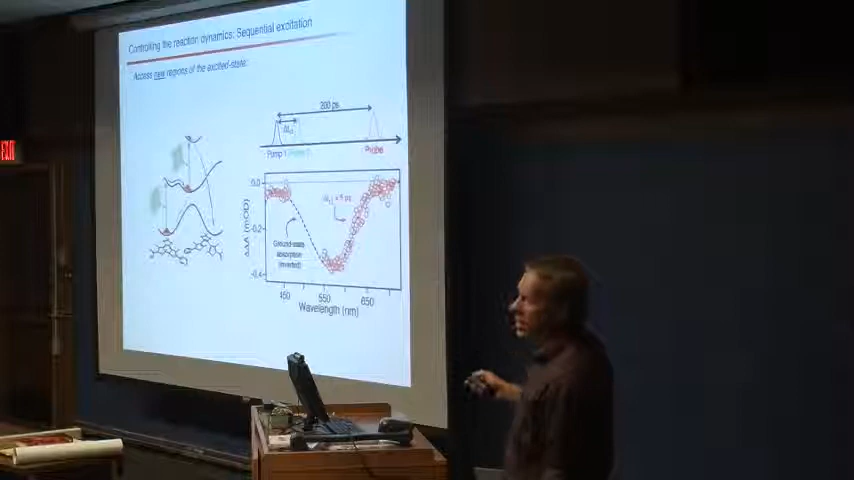 Controlling the reaction dynamics: Sequential excitation
Access new regions of the excited-state:
200 ps
Pump 1
Probe
0.0
-0.2
-0.4
ΔΔA (mOD)
Ground-state
absorption
(inverted)
450
550
650
Wavelength (nm)
EXIT